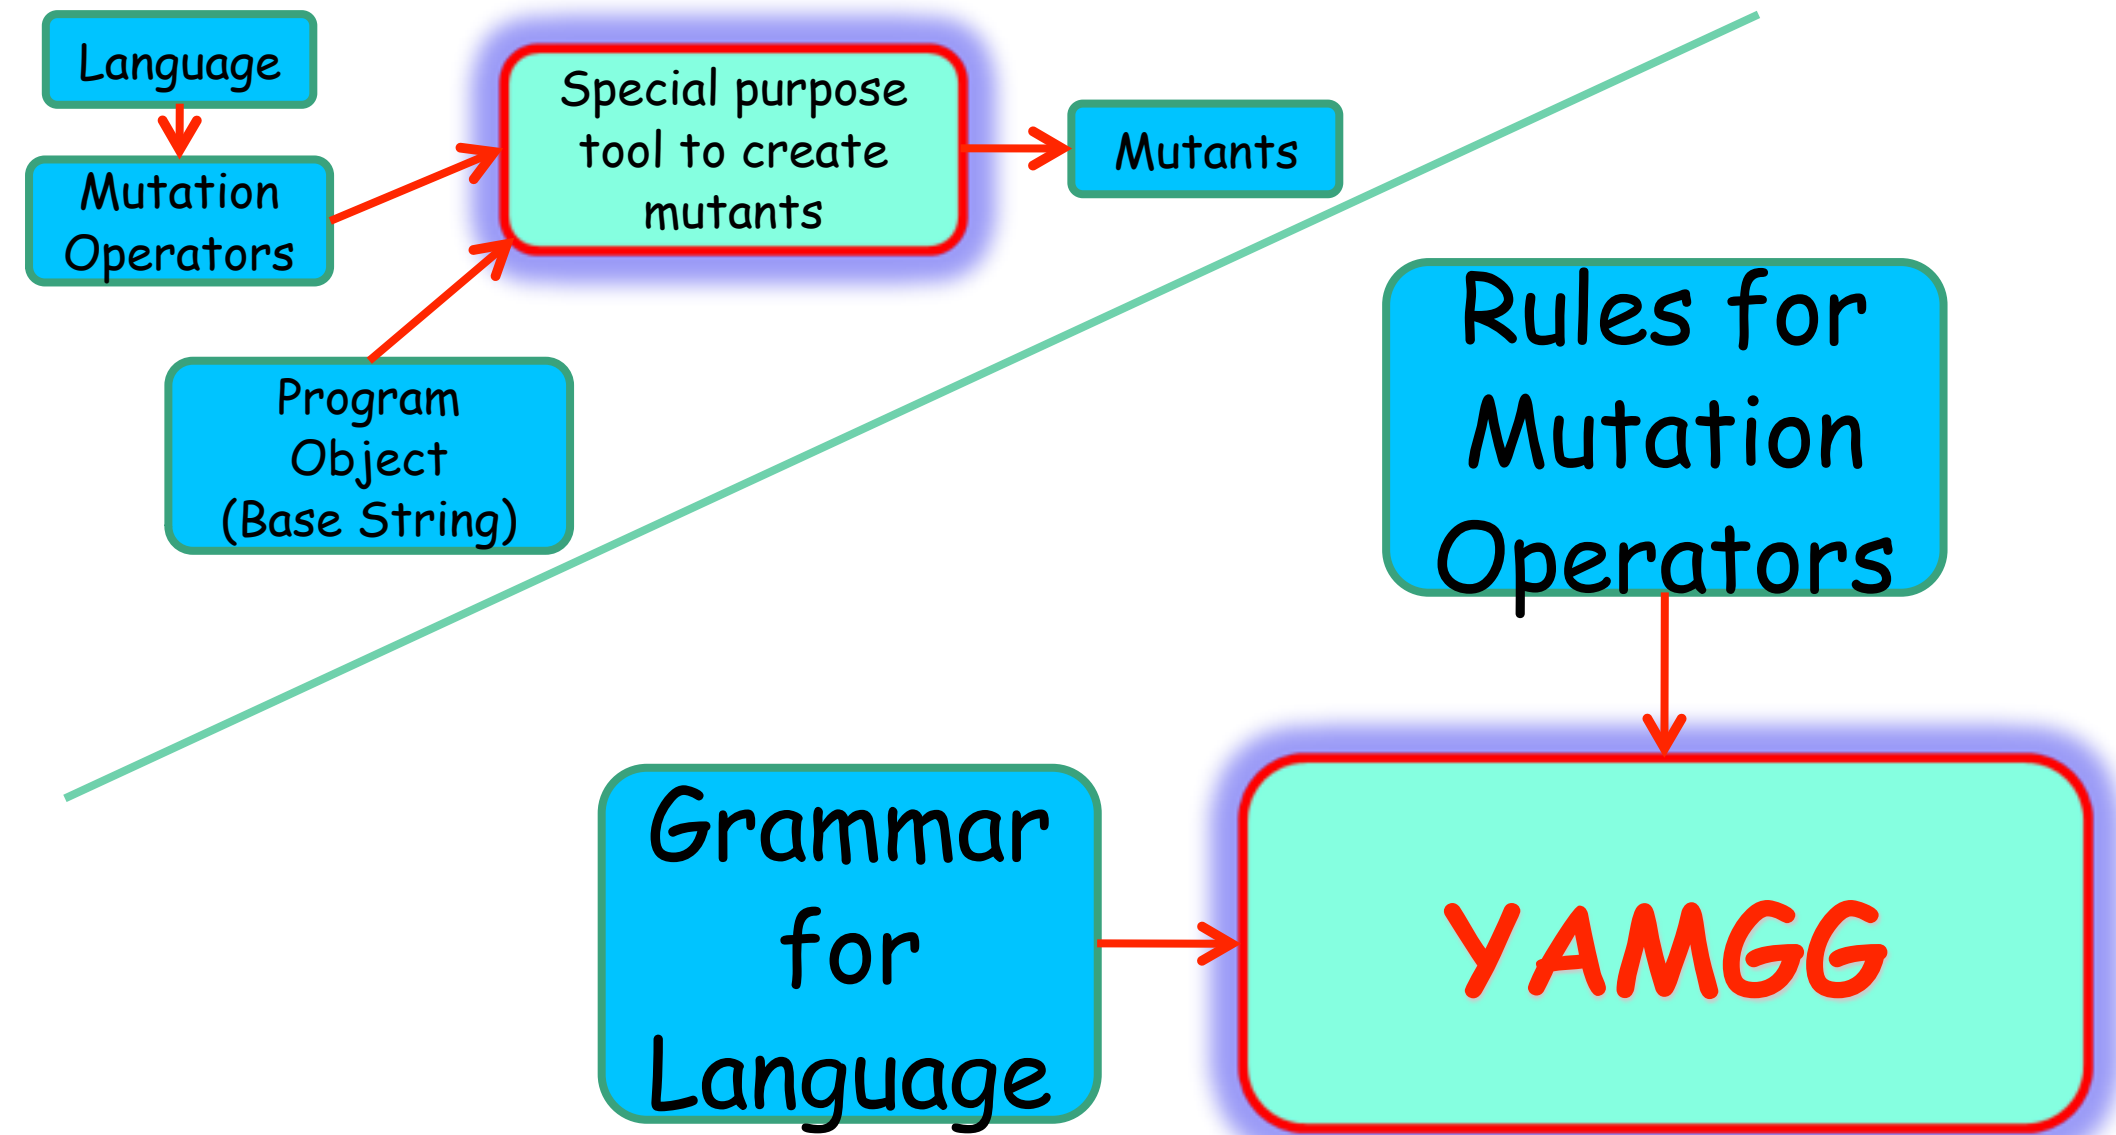 Language
Mutation
Operators
Special purpose
tool to create
mutants
Mutants
Program
Object
(Base String)
Rules for
Mutation
Operators
Grammar
for
Language
YAMGG